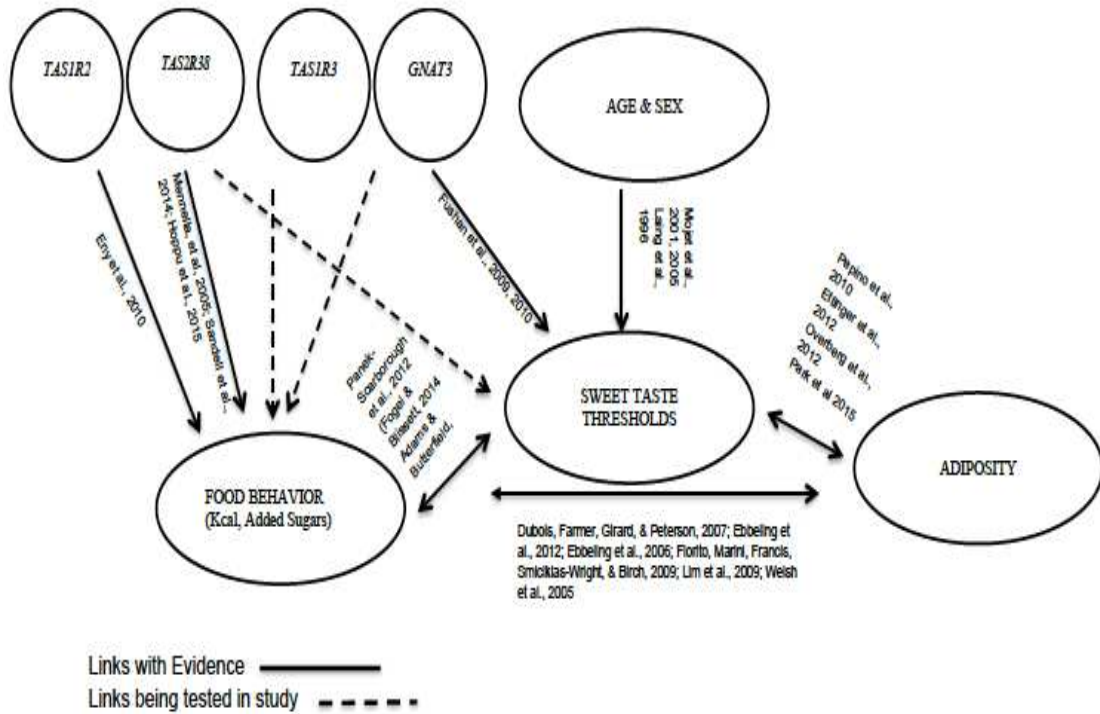 TAS1R2
TAS2R38
TAS1R3
GNAT3
AGE & SEX
Eny et al., 2010
Mennella, et al, 2005; Sandell et al.,
2014; Hoppu et al., 2015
Fushan et al., 2009, 2010
Mojet et al.,
2001, 2005
Laing et al.,
1996
Panek-
Scarborough
et al., 2012
(Fogel &
Blissett, 2014
Adams &
Butterfield,
Pepino et al.,
2010
Ettinger et al.,
2012
Overberg et al.,
2012
Park et al 2015
SWEET TASTE
THRESHOLDS
ADIPOSITY
FOOD BEHAVIOR
(Kcal, Added Sugars)
Dubois, Farmer, Girard, & Peterson, 2007; Ebbeling
et al., 2012; Ebbeling et al., 2006; Fiorito, Marini, Francis,
Smiciklas-Wright, & Birch, 2009; Lim et al., 2009; Welsh
et al., 2005
Links with Evidence
Links being tested in study